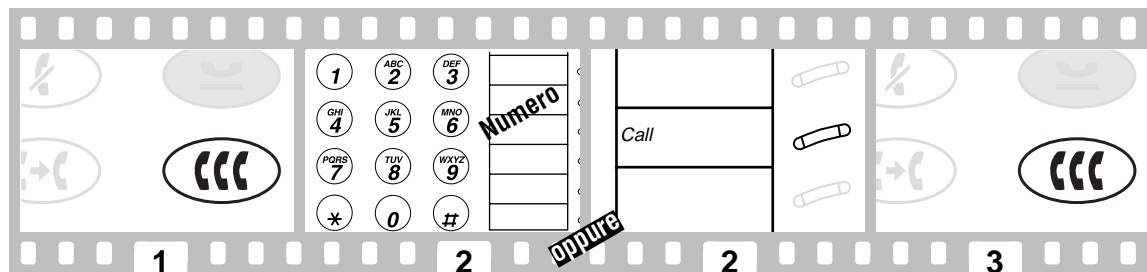 ABC DEF
1 2 3
GHI JKL MNO
4 5 6
PQRS TUV WXYZ
7 8 9
* 0 #
Numero
oppure
Call
1 2 2 3